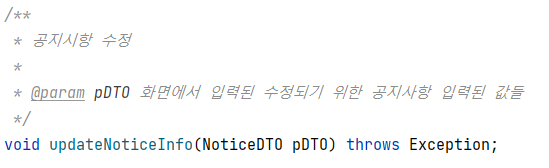 /**
* 공지시항 수정
*
* @param pDTO 화면에서 입력된 수정되기 위한 공지사항 입력된 값들
*/
void updateNoticeInfo(NoticeDTO pDTO) throws Exception;